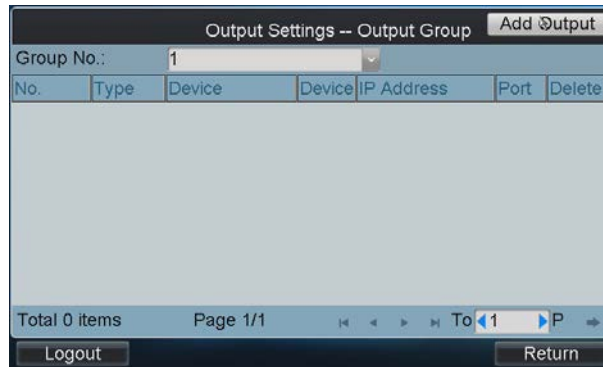 Output Settings -- Output Group Add Output
Group No.: 1
No. Type Device Device IP Address Port Delete
Total 0 items Page 1/1 To 1 P
Logout Return